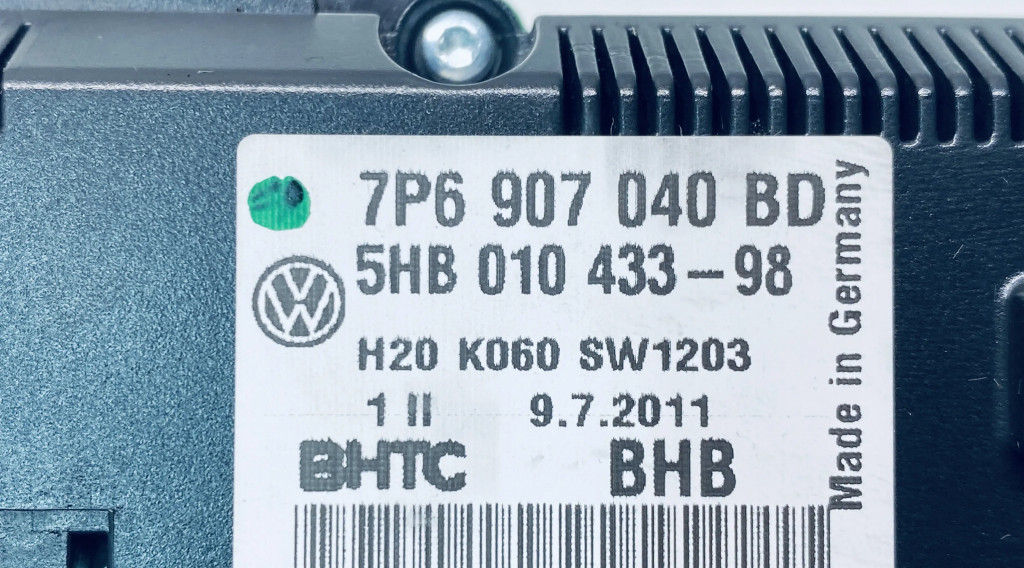 7P6 907 040 BD
5HB 010 433-98
H20 K060 SW1203
1 II 9.7.2011
BHTC BHB
Made in Germany